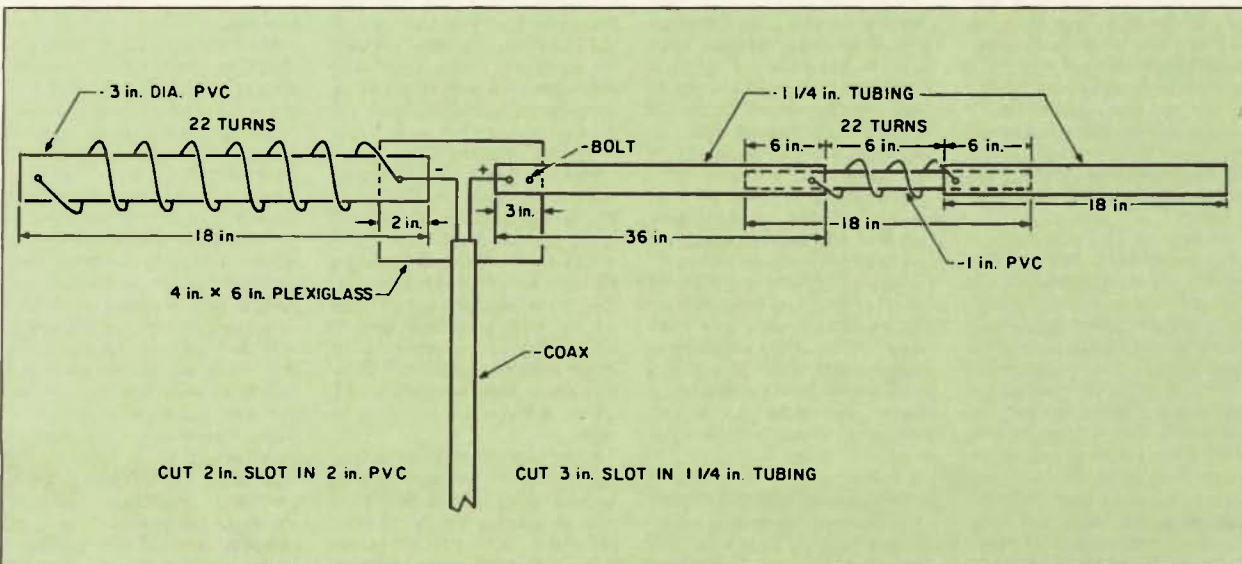 3 in. DIA. PVC
22 TURNS
-
+
BOLT
1 1/4 in. TUBING
22 TURNS
6 in.
6 in.
6 in.
2 in.
3 in.
18 in
36 in
18 in
18 in
1 in. PVC
4 in. × 6 in. PLEXIGLASS
COAX
CUT 2 in. SLOT IN 2 in. PVC
CUT 3 in. SLOT IN 1 1/4 in. TUBING